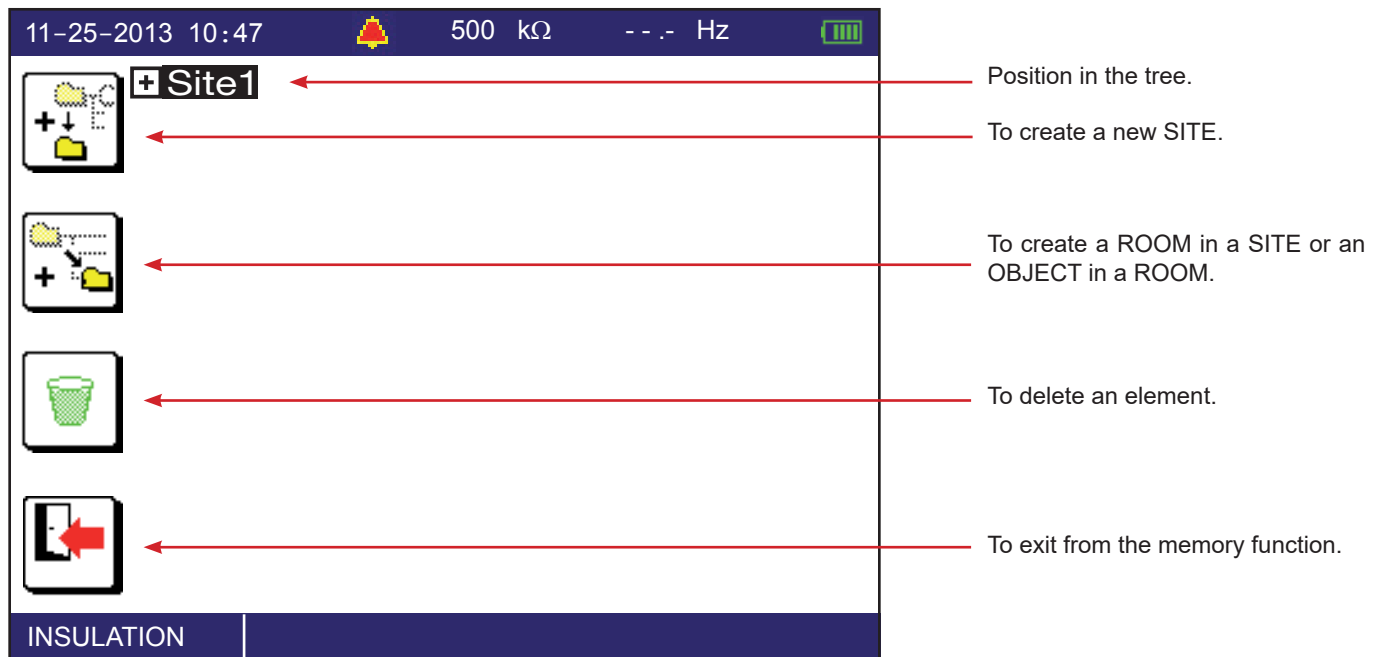 11-25-2013 10:47 500 kΩ - - .- Hz
+ Site1
Position in the tree.
To create a new SITE.
To create a ROOM in a SITE or an
OBJECT in a ROOM.
To delete an element.
To exit from the memory function.
INSULATION